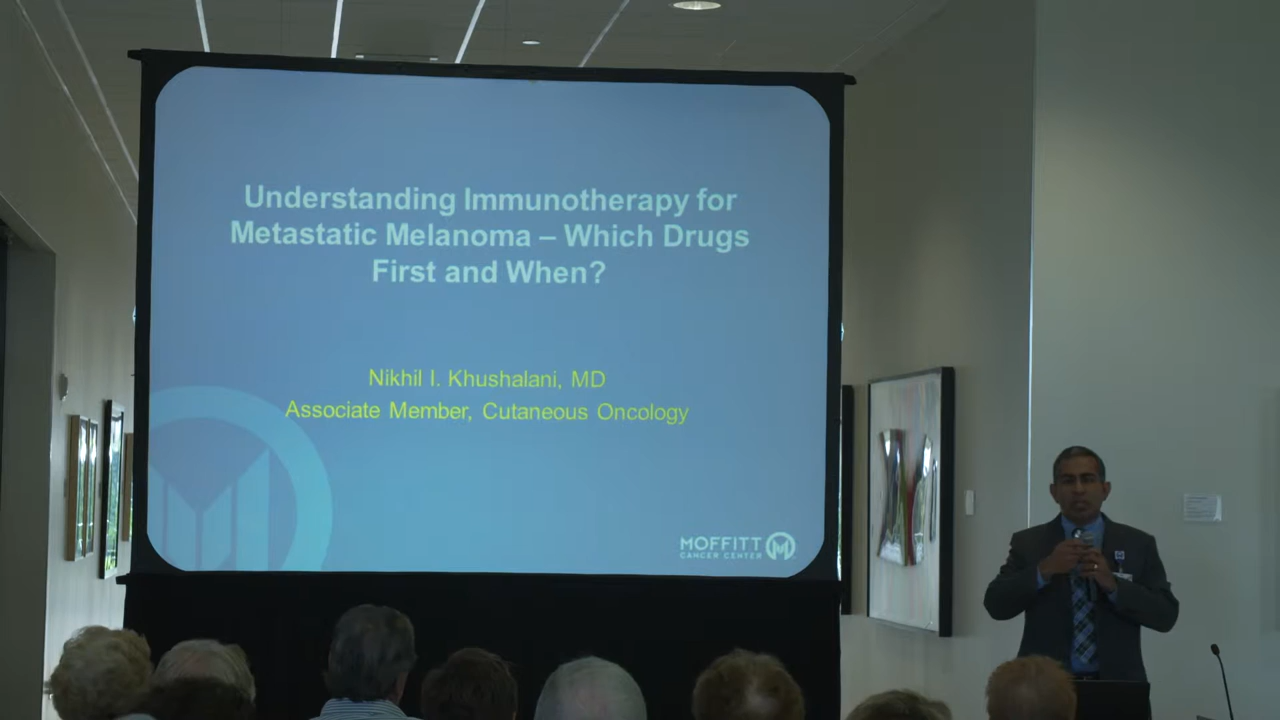 Understanding Immunotherapy for
Metastatic Melanoma – Which Drugs
First and When?
Nikhil I. Khushalani, MD
Associate Member, Cutaneous Oncology
MOFFITT
CANCER CENTER